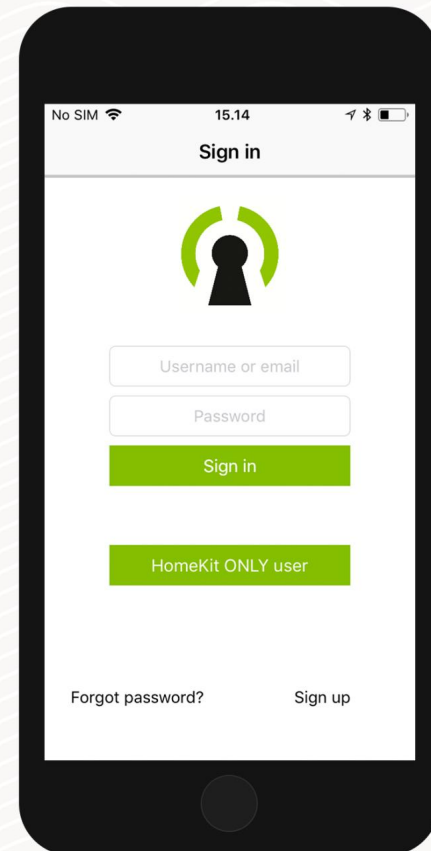 No SIM 15.14
Sign in
Username or email
Password
Sign in
HomeKit ONLY user
Forgot password? Sign up